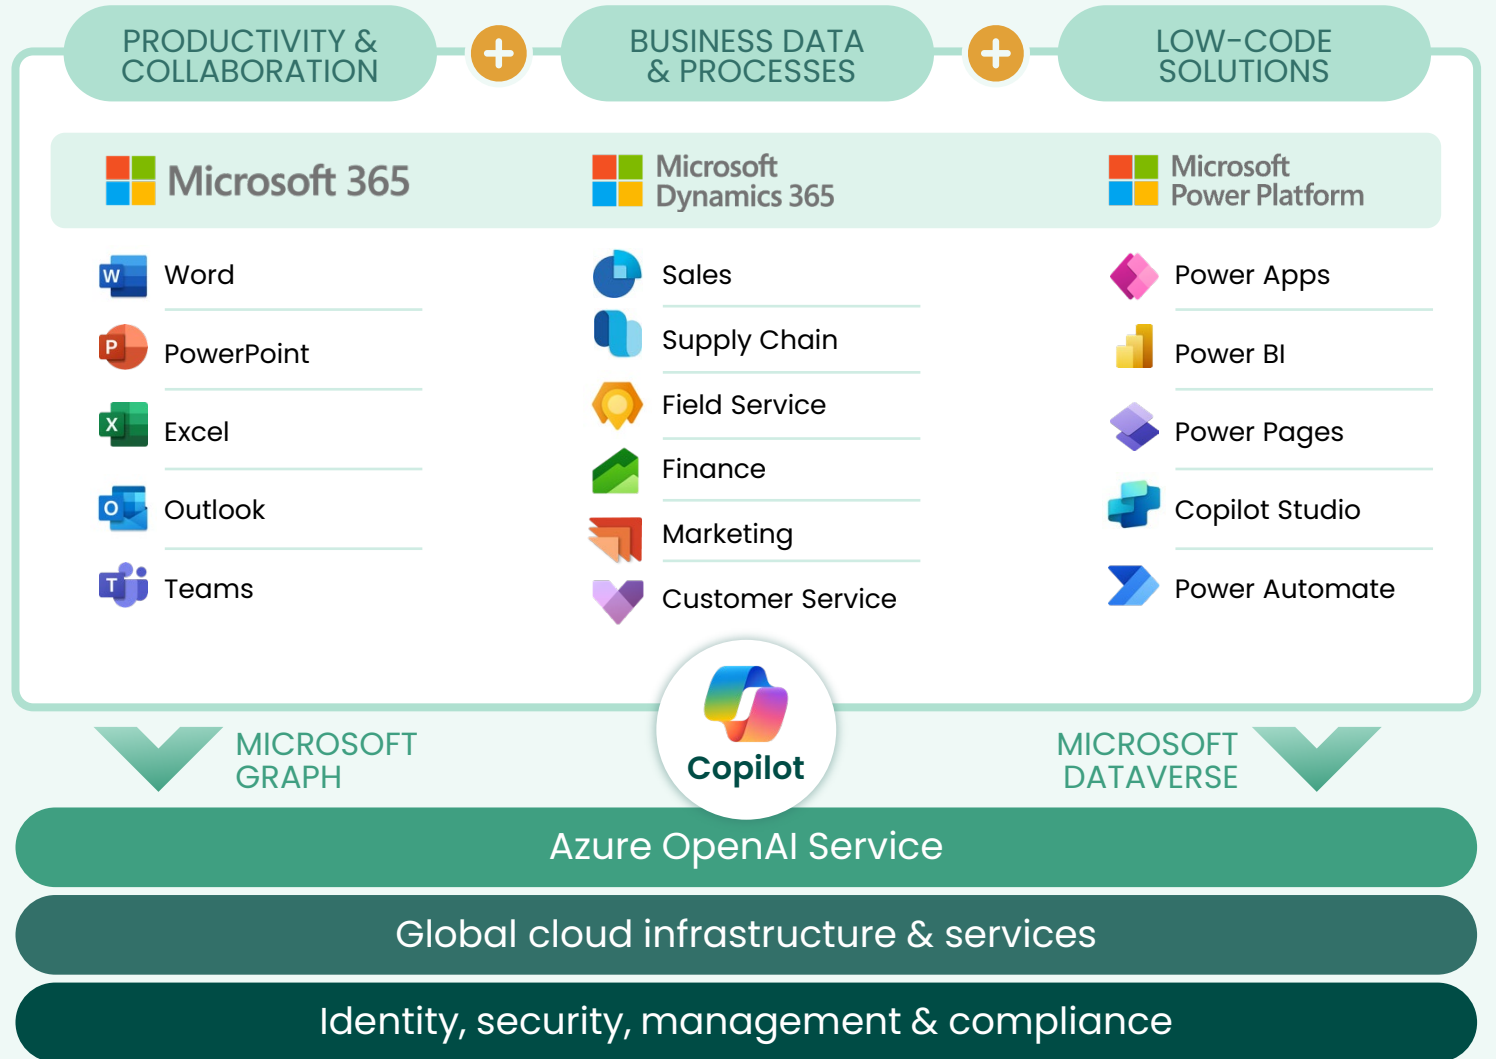 PRODUCTIVITY &
COLLABORATION
BUSINESS DATA
& PROCESSES
LOW-CODE
SOLUTIONS
Microsoft 365
Microsoft
Dynamics 365
Microsoft
Power Platform
W
Word
P
PowerPoint
X
Excel
O
Outlook
T
Teams
Sales
Supply Chain
Field Service
Finance
Marketing
Customer Service
Power Apps
Power BI
Power Pages
Copilot Studio
Power Automate
MICROSOFT
GRAPH
Copilot
MICROSOFT
DATAVERSE
Azure OpenAI Service
Global cloud infrastructure & services
Identity, security, management & compliance